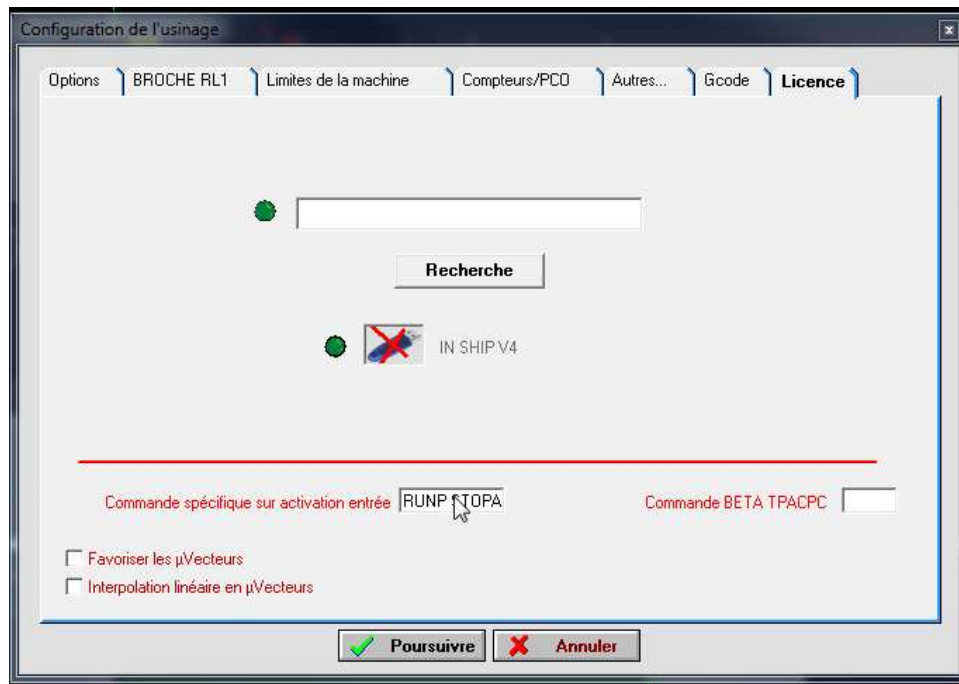 Configuration de l'usinage
Options BROCHE RL1 Limites de la machine Compteurs/PCO Autres... Gcode Licence
Recherche
IN SHIP V4
Commande spécifique sur activation entrée RUNP STOPA Commande BETA TPACPC
Favoriser les µVecteurs
Interpolation linéaire en µVecteurs
Poursuivre Annuler